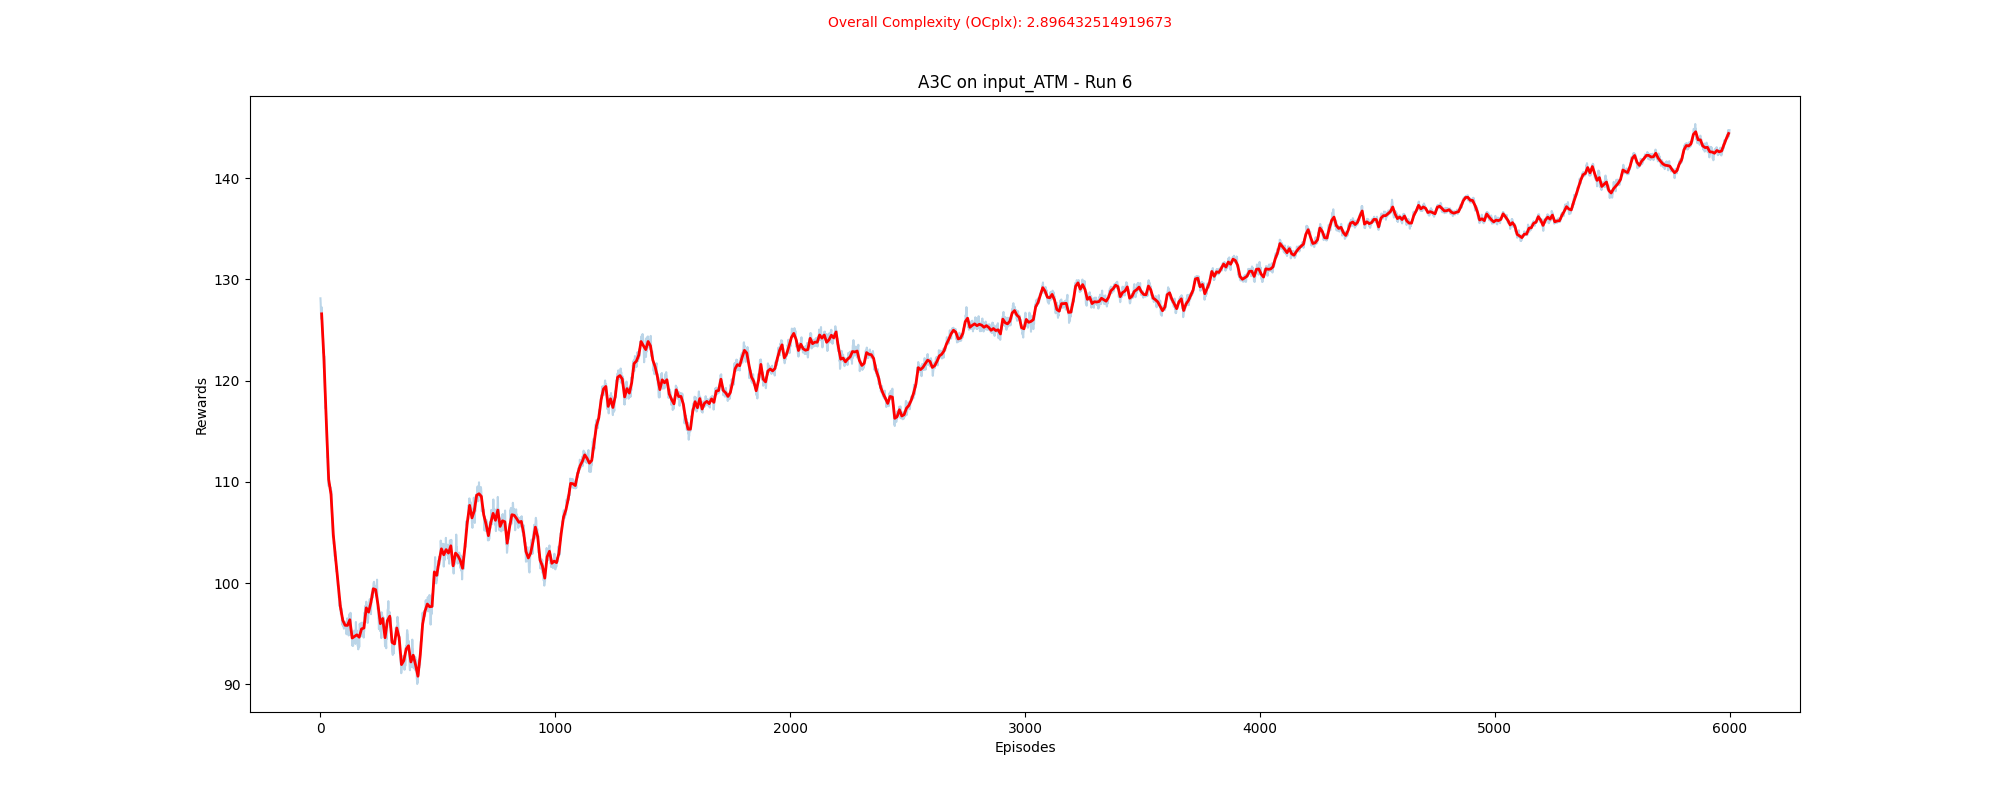 Overall Complexity (OCplx): 2.896432514919673
A3C on input_ATM - Run 6
Rewards
140
130
120
110
100
90
0 1000 2000 3000 4000 5000 6000
Episodes